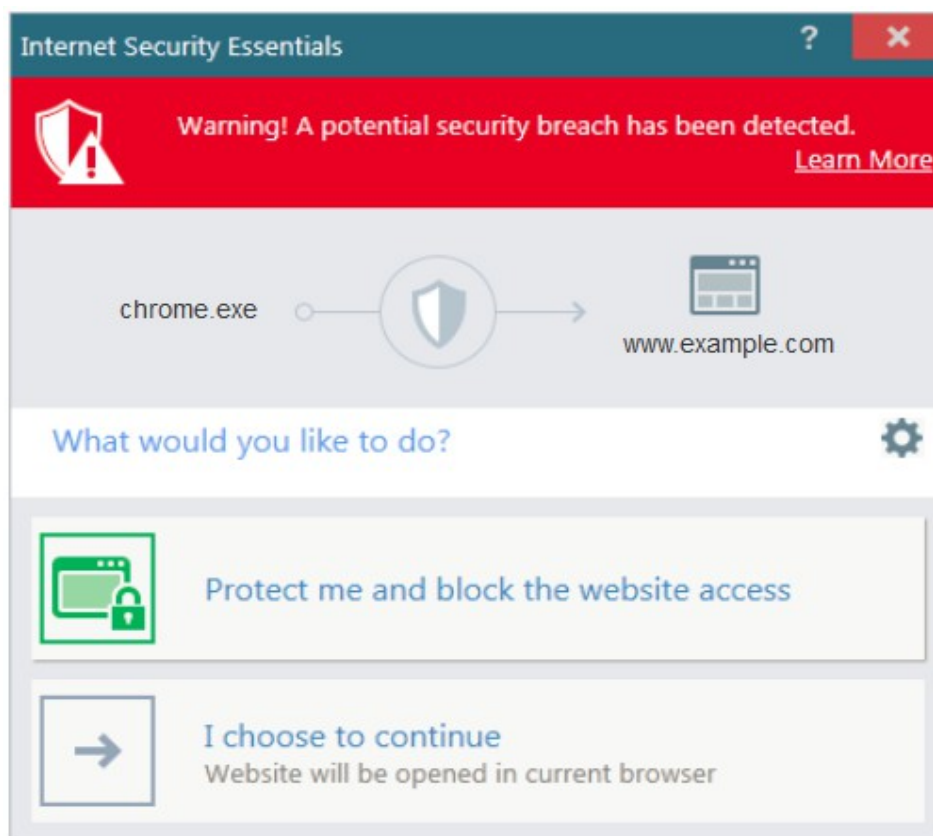 Internet Security Essentials
?
Warning! A potential security breach has been detected.
Learn More
chrome.exe
www.example.com
What would you like to do?
Protect me and block the website access
I choose to continue
Website will be opened in current browser